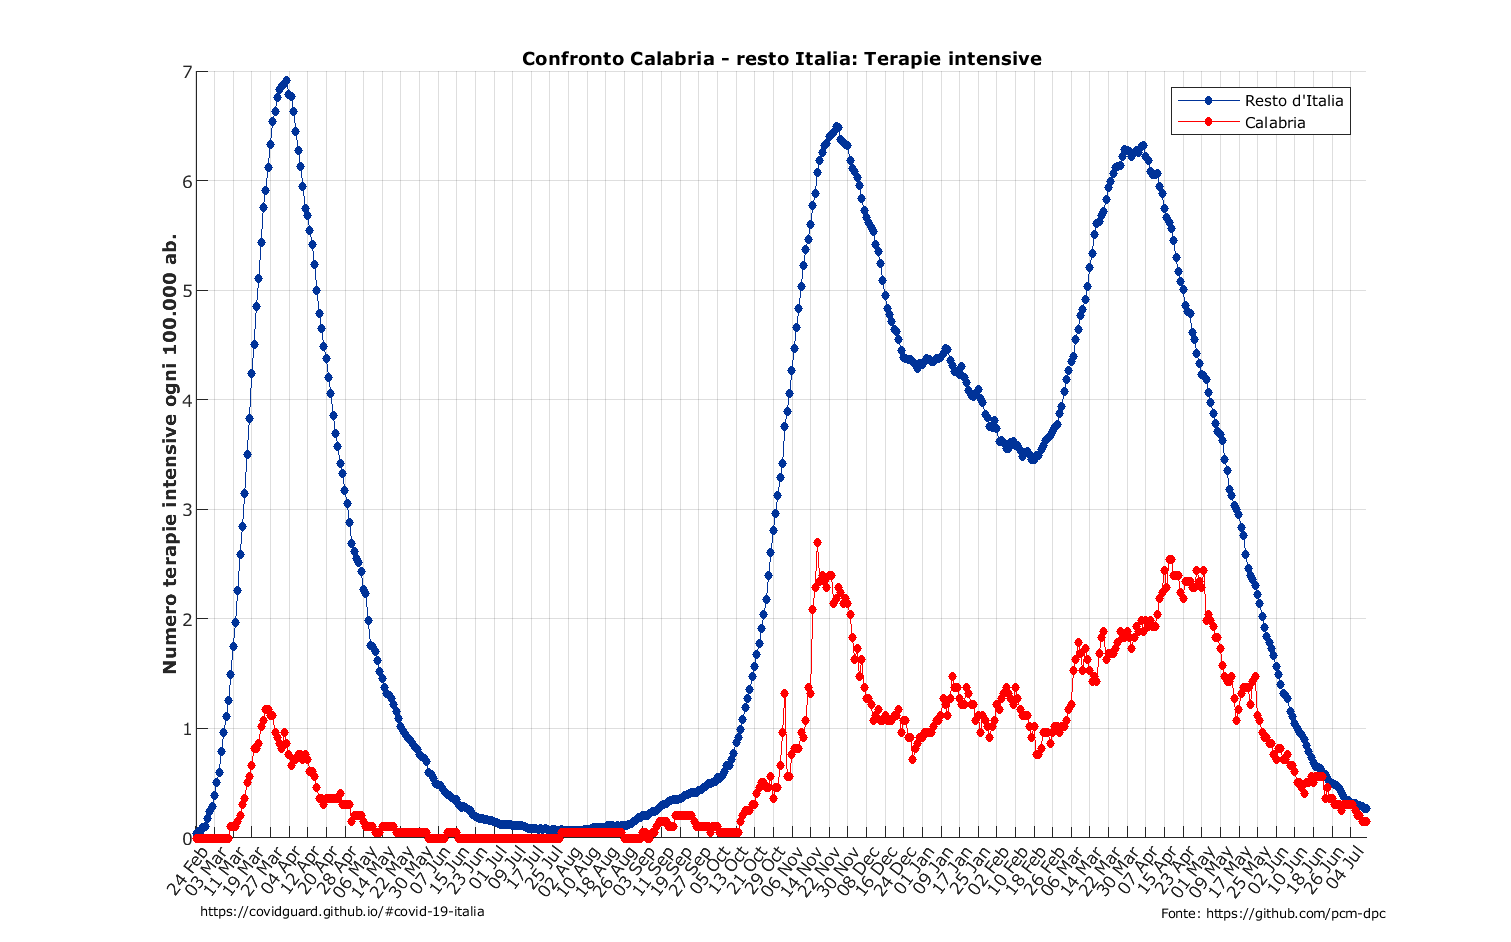 Confronto Calabria - resto Italia: Terapie intensive
Resto d'Italia
Calabria
Numero terapie intensive ogni 100.000 ab.
7
6
5
4
3
2
1
0
24 Feb
03 Mar
11 Mar
19 Mar
27 Mar
04 Apr
12 Apr
20 Apr
28 Apr
06 May
14 May
22 May
30 May
07 Jun
15 Jun
23 Jun
01 Jul
09 Jul
17 Jul
25 Jul
02 Aug
10 Aug
18 Aug
26 Aug
03 Sep
11 Sep
19 Sep
27 Sep
05 Oct
13 Oct
21 Oct
29 Oct
06 Nov
14 Nov
22 Nov
30 Nov
08 Dec
16 Dec
24 Dec
01 Jan
09 Jan
17 Jan
25 Jan
02 Feb
10 Feb
18 Feb
26 Feb
06 Mar
14 Mar
22 Mar
30 Mar
07 Apr
15 Apr
23 Apr
01 May
09 May
17 May
25 May
02 Jun
10 Jun
18 Jun
26 Jun
04 Jul
https://covidguard.github.io/#covid-19-italia
Fonte: https://github.com/pcm-dpc